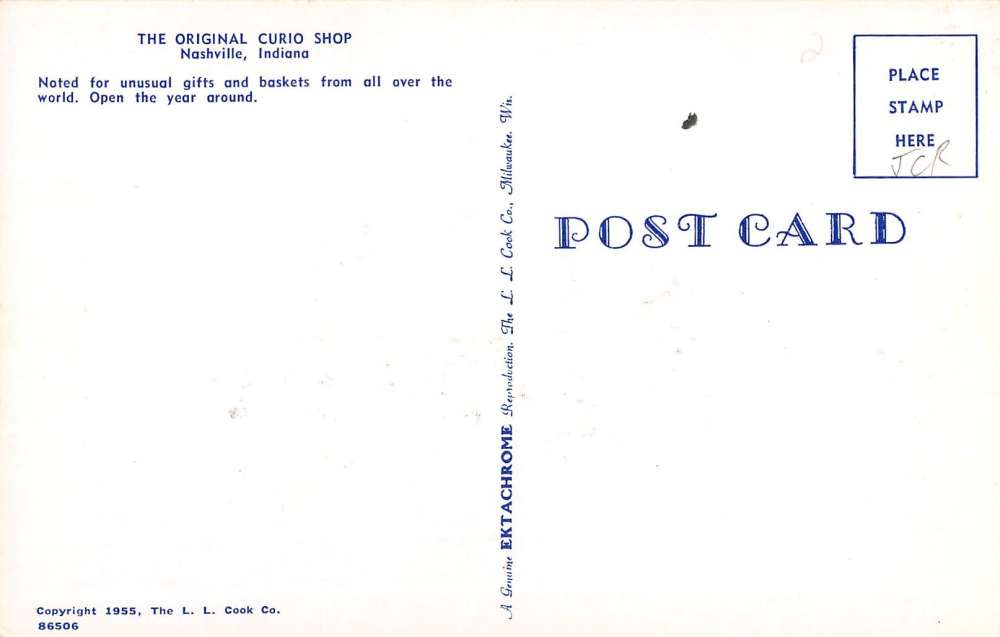 THE ORIGINAL CURIO SHOP
Nashville, Indiana
Noted for unusual gifts and baskets from all over the
world. Open the year around.
Copyright 1955, The L. L. Cook Co.
86506
A Genuine EKTACHROME Reproduction. The L. L. Cook Co., Milwaukee, Wis.
2
PLACE
STAMP
HERE
JCR
POST CARD